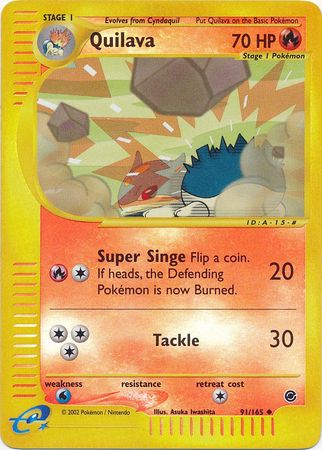 STAGE 1
Evolves from Cyndaquil
Put Quilava on the Basic Pokémon
Quilava
70 HP
Stage 1 Pokémon
ID:A-15-#
Super Singe Flip a coin.
If heads, the Defending
Pokémon is now Burned.
20
Tackle
30
weakness
resistance
retreat cost
e
© 2002 Pokémon / Nintendo
Illus. Asuka Iwashita
91/165 ◆